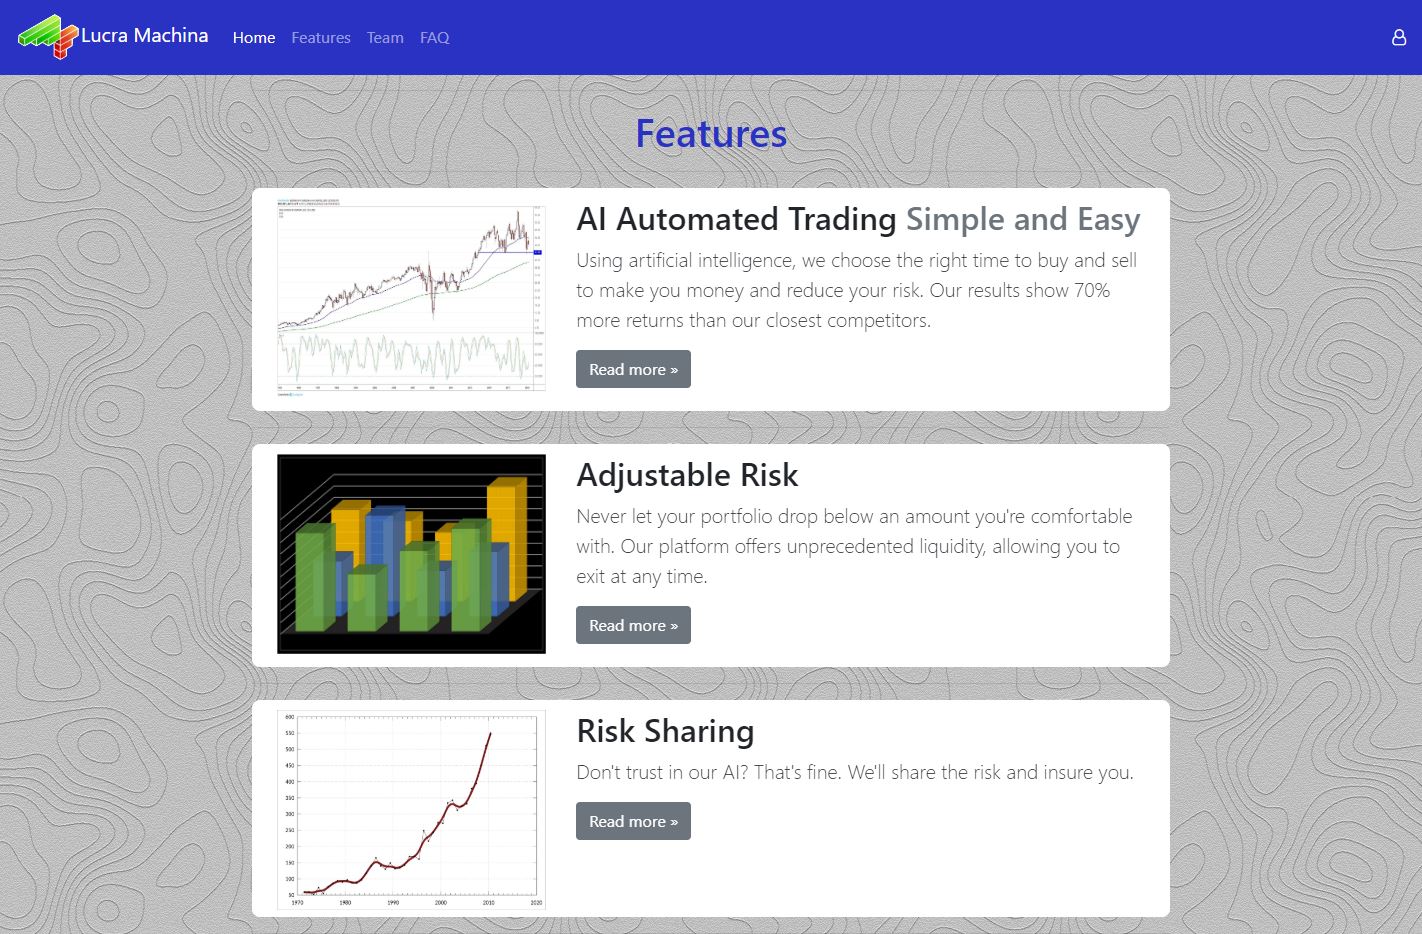 Lucra Machina Home Features Team FAQ
Features
AI Automated Trading Simple and Easy
Using artificial intelligence, we choose the right time to buy and sell
to make you money and reduce your risk. Our results show 70%
more returns than our closest competitors.
Read more »
Adjustable Risk
Never let your portfolio drop below an amount you're comfortable
with. Our platform offers unprecedented liquidity, allowing you to
exit at any time.
Read more »
600
550
500
450
400
350
300
250
200
150
100
50
1970 1980 1990 2000 2010 2020
Risk Sharing
Don't trust in our AI? That's fine. We'll share the risk and insure you.
Read more »